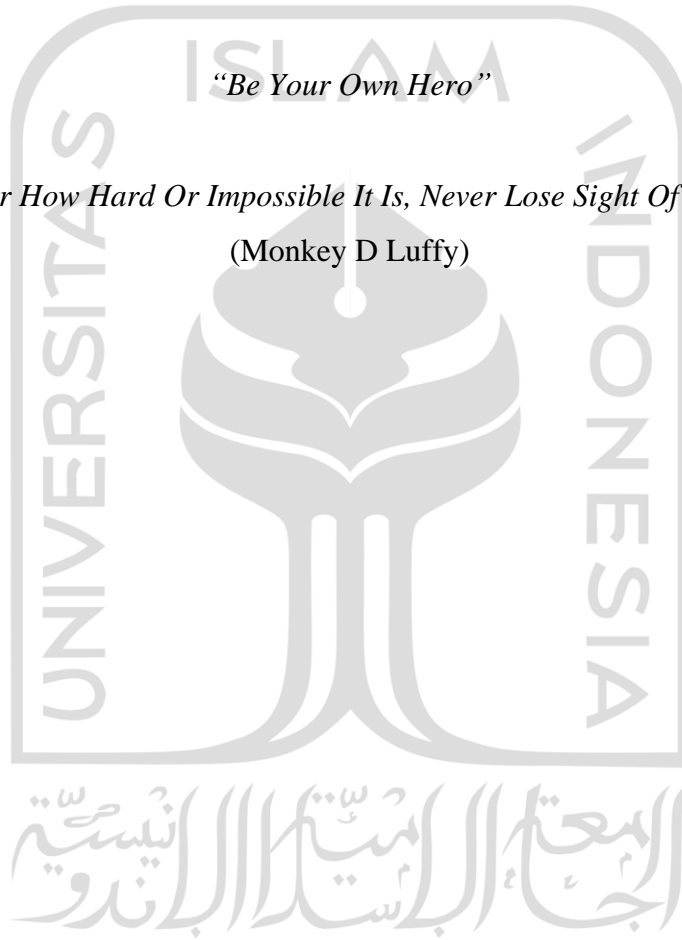 ISLAM
“Be Your Own Hero”
r How Hard Or Impossible It Is, Never Lose Sight Of
(Monkey D Luffy)
UNIVERSITAS
INDONESIA